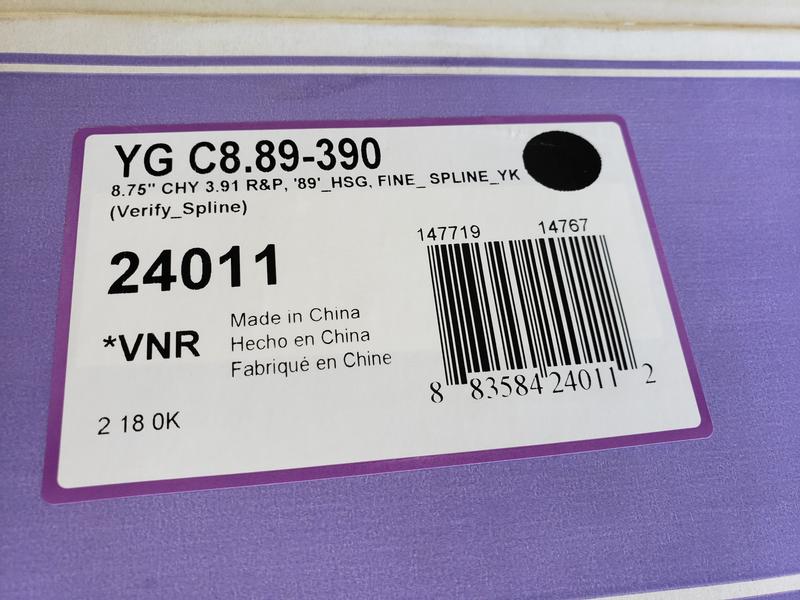 YG C8.89-390
8.75" CHY 3.91 R&P, '89'_HSG, FINE_ SPLINE_YK
(Verify_Spline)
147719 14767
24011
*VNR
Made in China
Hecho en China
Fabriqué en Chine
8 83584 24011 2
2 18 0K